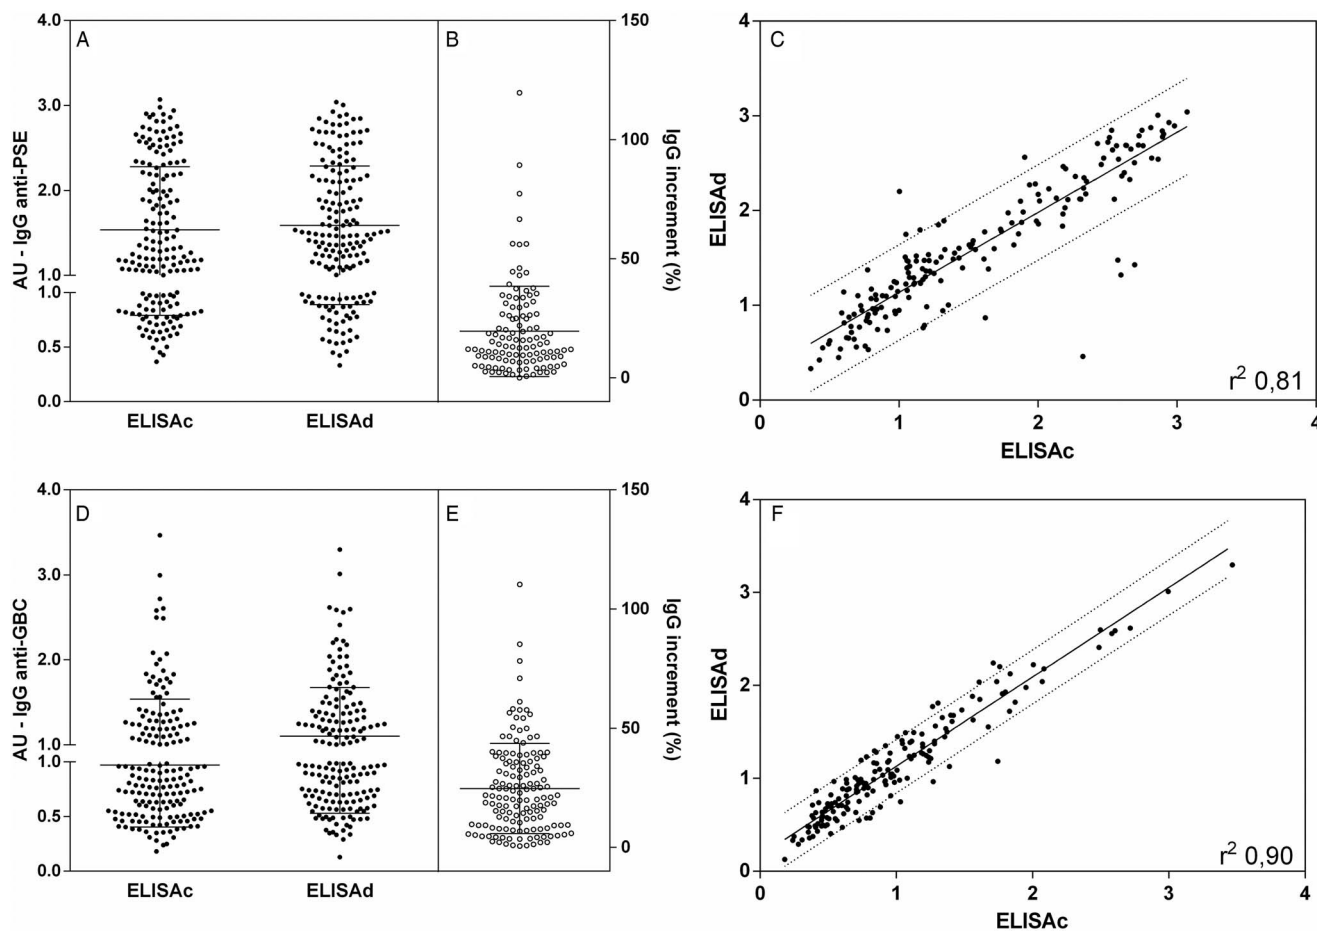 A
B
C
4.0
3.0
2.0
1.0
1.0
0.5
0.0
AU - IgG anti-PSE
ELISAc
ELISAd
150
100
50
0
IgG increment (%)
4
3
2
1
0
ELISAd
0
1
2
3
4
ELISAc
r² 0,81
D
E
F
4.0
3.0
2.0
1.0
1.0
0.5
0.0
AU - IgG anti-GBC
ELISAc
ELISAd
150
100
50
0
IgG increment (%)
4
3
2
1
0
ELISAd
0
1
2
3
4
ELISAc
r² 0,90